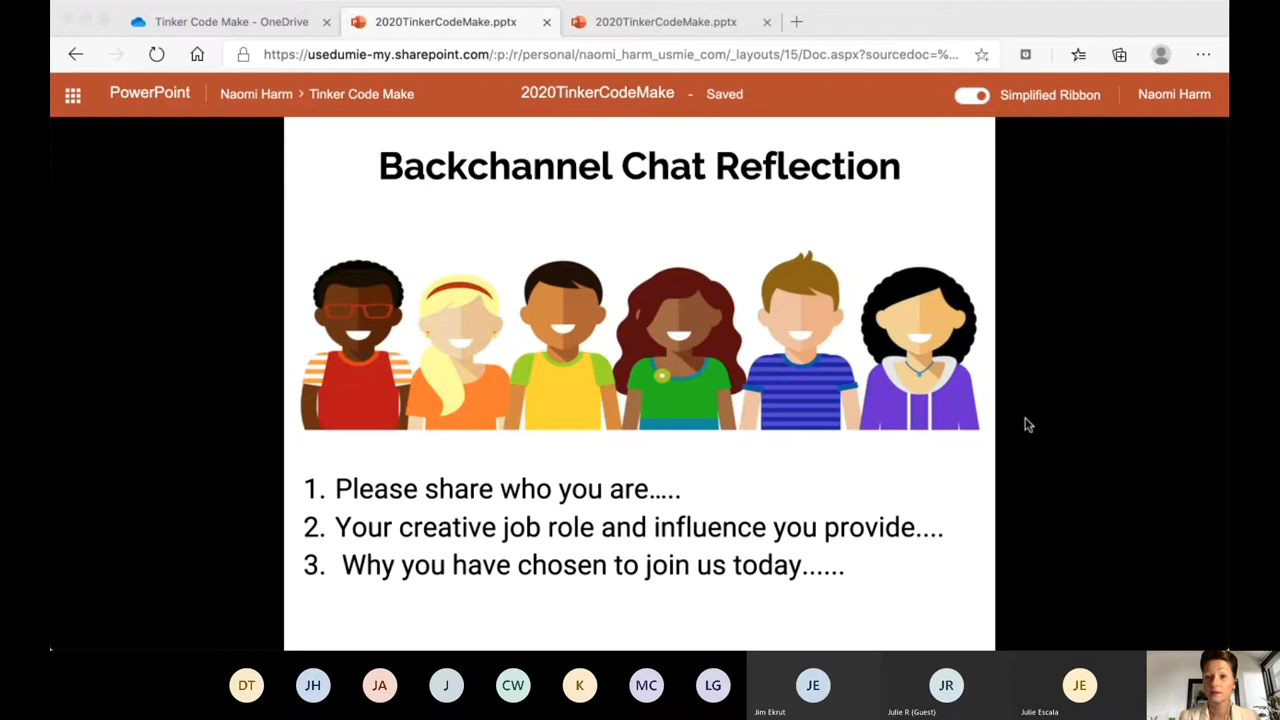 Tinker Code Make - OneDrive
2020TinkerCodeMake.pptx
2020TinkerCodeMake.pptx
https://usedumie-my.sharepoint.com/:p:/r/personal/naomi_harm_usmie_com/_layouts/15/Doc.aspx?sourcedoc=%...
PowerPoint
Naomi Harm > Tinker Code Make
2020TinkerCodeMake - Saved
Simplified Ribbon
Naomi Harm
Backchannel Chat Reflection
1. Please share who you are.....
2. Your creative job role and influence you provide....
3. Why you have chosen to join us today......
DT
JH
JA
J
CW
K
MC
LG
JE
Jim Ekrut
JR
Julie R (Guest)
JE
Julie Escala